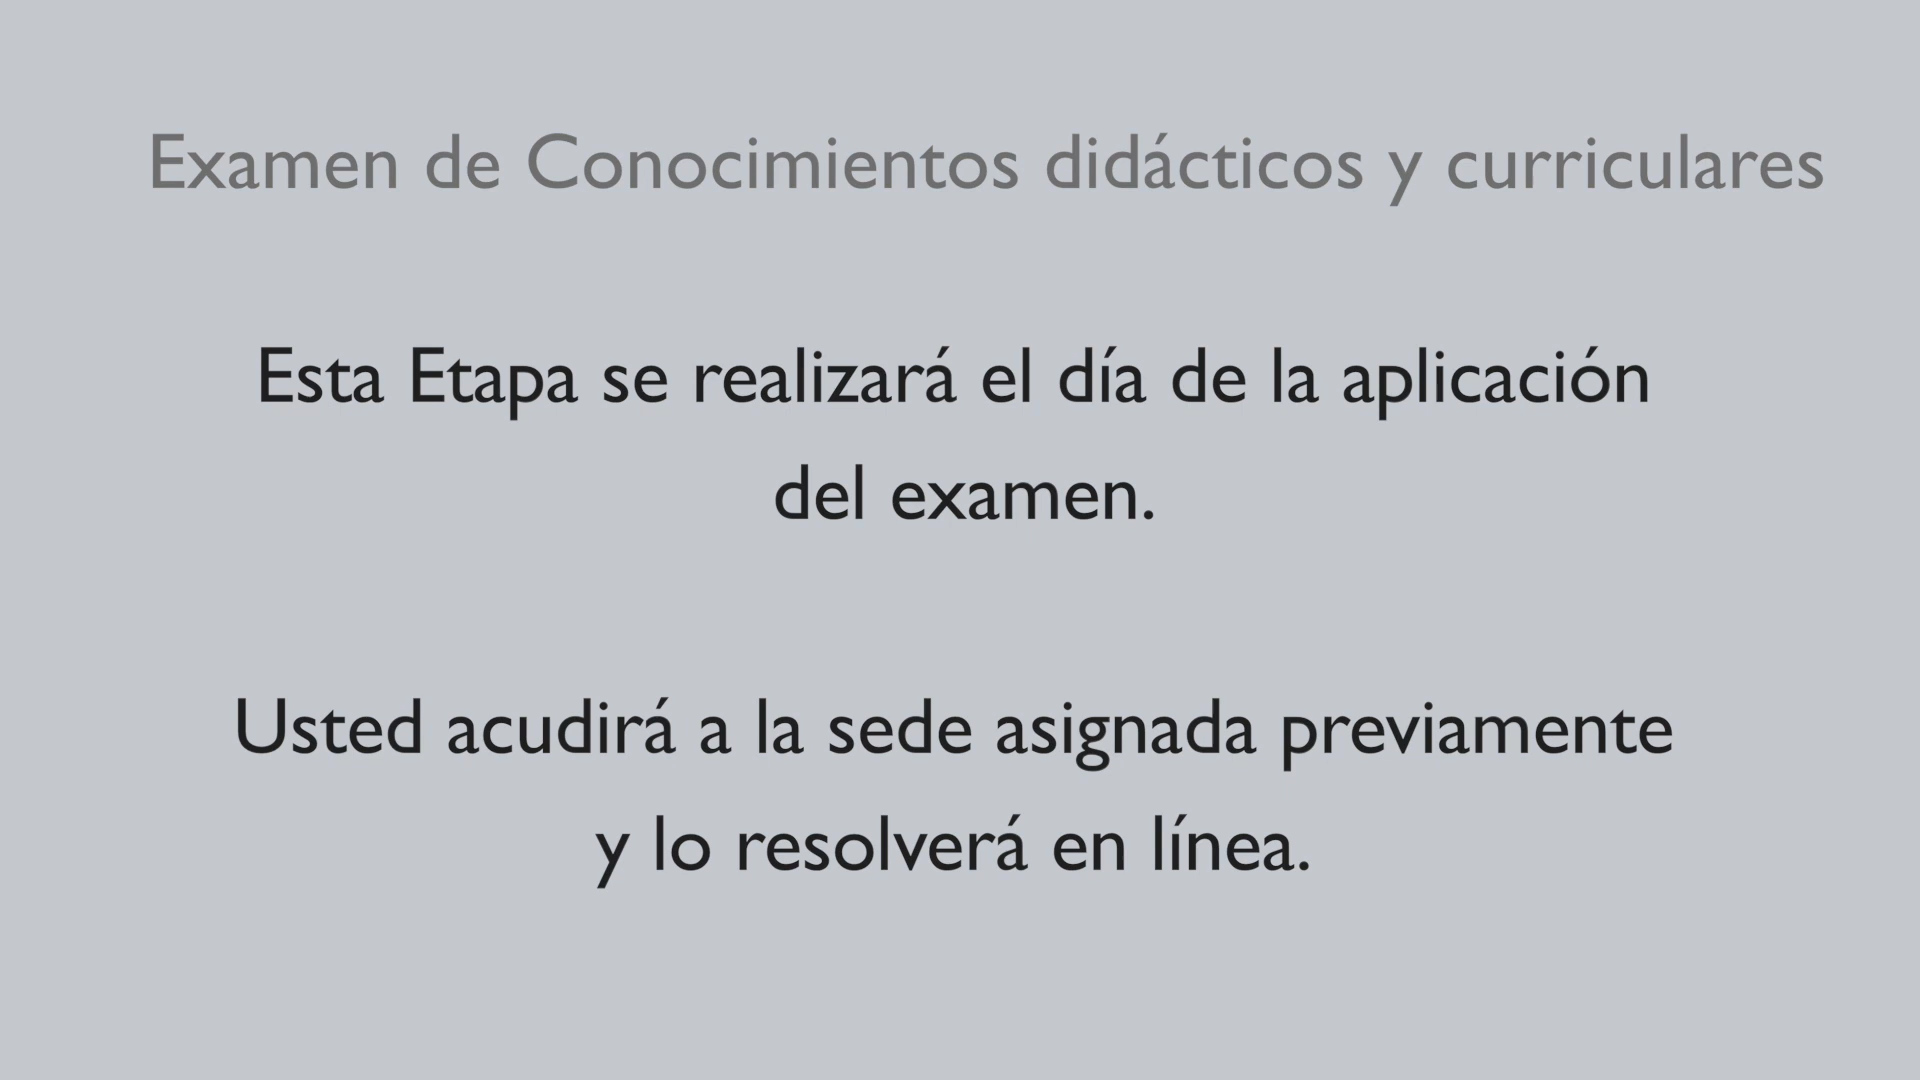 Examen de Conocimientos didácticos y curriculares
Esta Etapa se realizará el día de la aplicación
del examen.
Usted acudirá a la sede asignada previamente
y lo resolverá en línea.